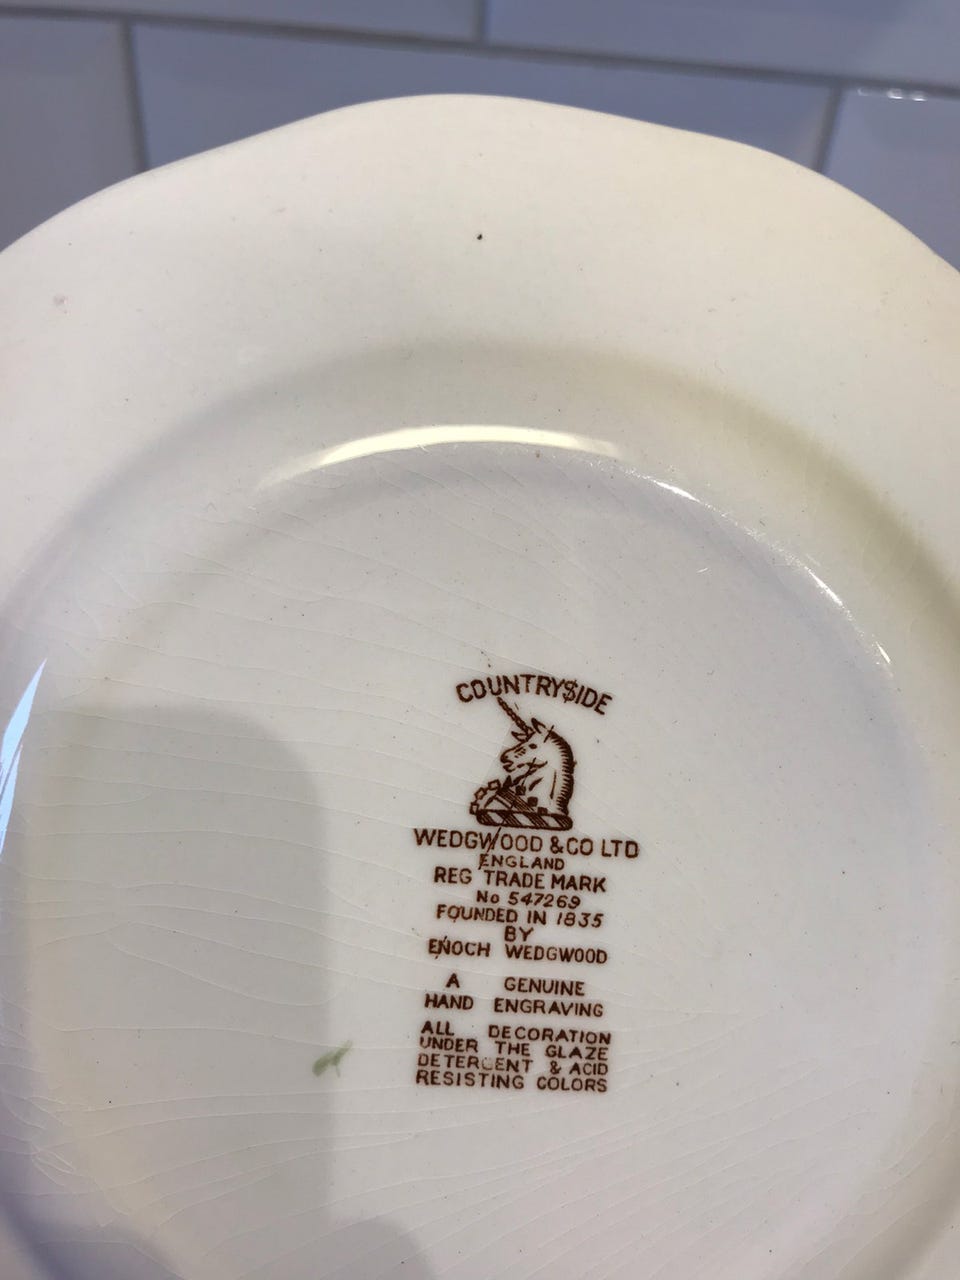 COUNTRYSIDE
WEDGWOOD & CO LTD
ENGLAND
REG TRADE MARK
No 547269
FOUNDED IN 1835
BY
ENOCH WEDGWOOD
A GENUINE
HAND ENGRAVING
ALL DECORATION
UNDER THE GLAZE
DETERGENT & ACID
RESISTING COLORS